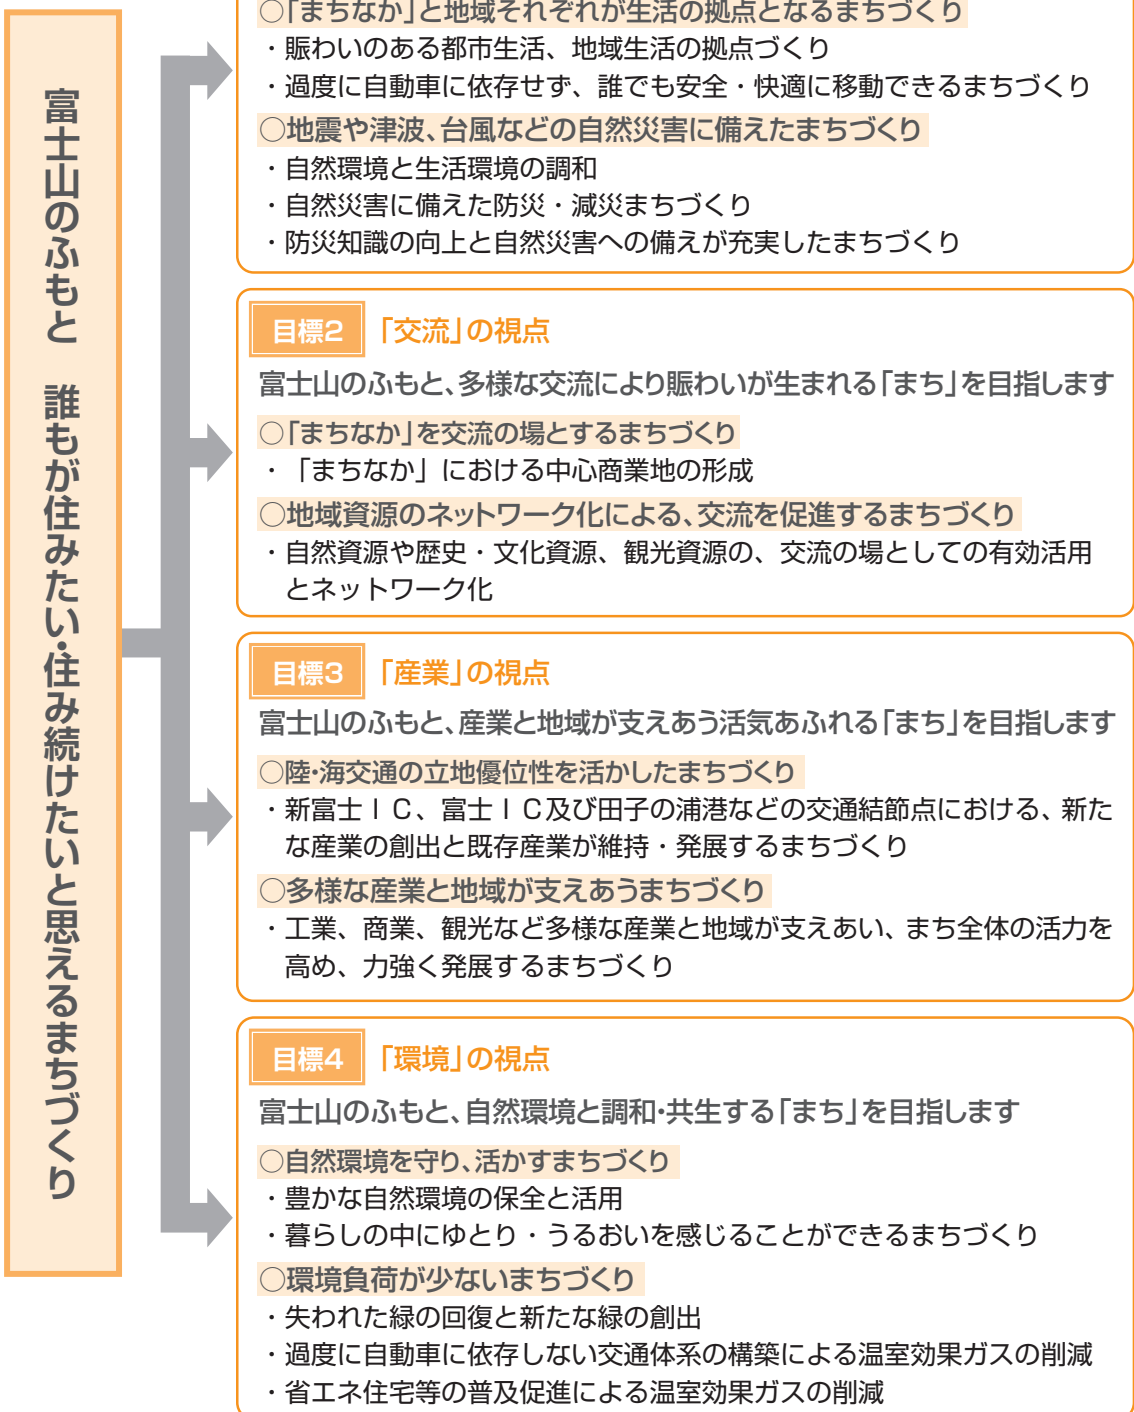 富士山のふもと　誰もが住みたい・住み続けたいと思えるまちづくり
○「まちなか」と地域それぞれが生活の拠点となるまちづくり
・賑わいのある都市生活、地域生活の拠点づくり
・過度に自動車に依存せず、誰でも安全・快適に移動できるまちづくり
○地震や津波、台風などの自然災害に備えたまちづくり
・自然環境と生活環境の調和
・自然災害に備えた防災・減災まちづくり
・防災知識の向上と自然災害への備えが充実したまちづくり
目標2 「交流」の視点
富士山のふもと、多様な交流により賑わいが生まれる「まち」を目指します
○「まちなか」を交流の場とするまちづくり
・「まちなか」における中心商業地の形成
○地域資源のネットワーク化による、交流を促進するまちづくり
・自然資源や歴史・文化資源、観光資源の、交流の場としての有効活用
とネットワーク化
目標3 「産業」の視点
富士山のふもと、産業と地域が支えあう活気あふれる「まち」を目指します
○陸・海交通の立地優位性を活かしたまちづくり
・新富士ＩＣ、富士ＩＣ及び田子の浦港などの交通結節点における、新た
な産業の創出と既存産業が維持・発展するまちづくり
○多様な産業と地域が支えあうまちづくり
・工業、商業、観光など多様な産業と地域が支えあい、まち全体の活力を
高め、力強く発展するまちづくり
目標4 「環境」の視点
富士山のふもと、自然環境と調和・共生する「まち」を目指します
○自然環境を守り、活かすまちづくり
・豊かな自然環境の保全と活用
・暮らしの中にゆとり・うるおいを感じることができるまちづくり
○環境負荷が少ないまちづくり
・失われた緑の回復と新たな緑の創出
・過度に自動車に依存しない交通体系の構築による温室効果ガスの削減
・省エネ住宅等の普及促進による温室効果ガスの削減